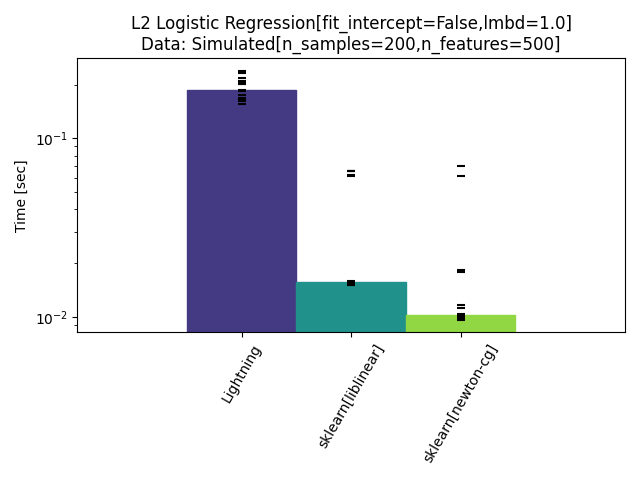 L2 Logistic Regression[fit_intercept=False,lmbd=1.0]
Data: Simulated[n_samples=200,n_features=500]
Time [sec]
10⁻¹
10⁻²
Lightning
sklearn[liblinear]
sklearn[newton-cg]